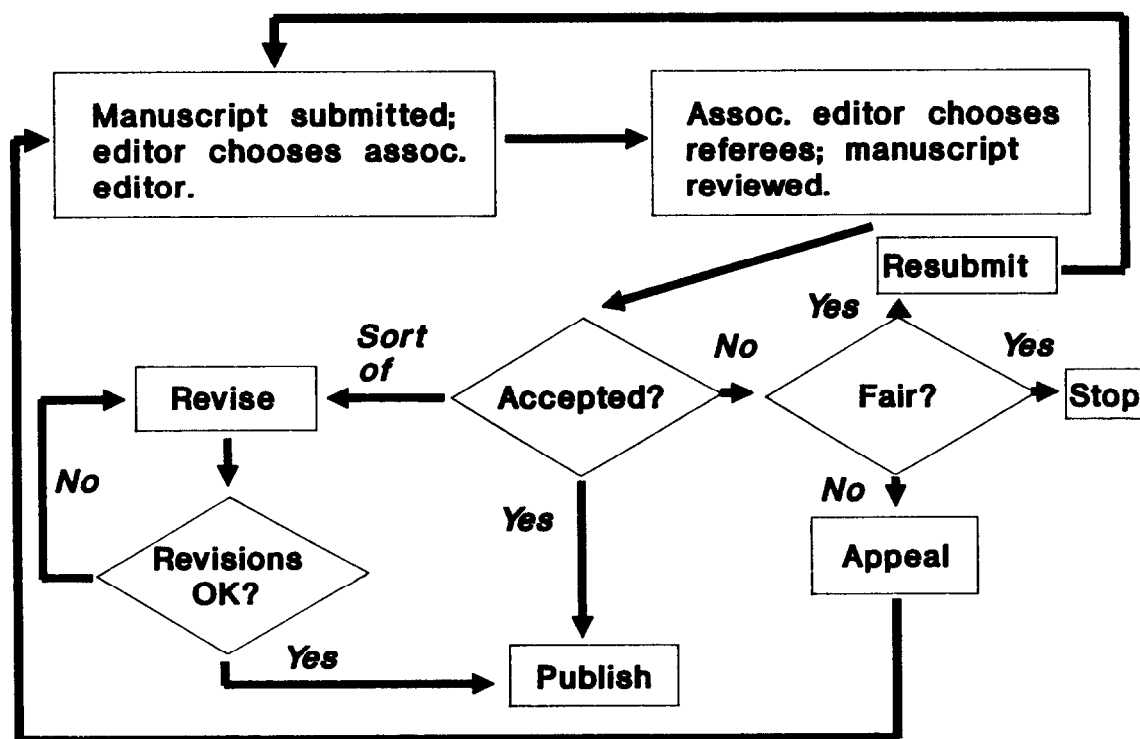 Manuscript submitted;
editor chooses assoc.
editor.
Assoc. editor chooses
referees; manuscript
reviewed.
Resubmit
Yes
Sort
of
No
Yes
Revise
Accepted?
Fair?
Stop
No
No
Yes
Revisions
OK?
Appeal
Yes
Publish